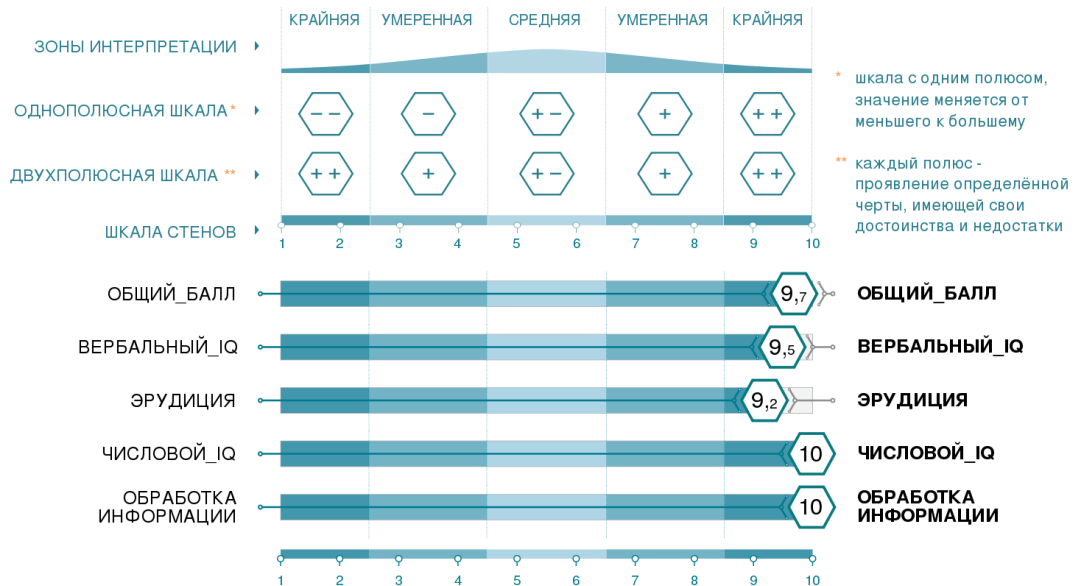 КРАЙНЯЯ УМЕРЕННАЯ СРЕДНЯЯ УМЕРЕННАЯ КРАЙНЯЯ
ЗОНЫ ИНТЕРПРЕТАЦИИ
ОДНОПОЛЮСНАЯ ШКАЛА* − − − + − + + +
* шкала с одним полюсом,
значение меняется от
меньшего к большему
ДВУХПОЛЮСНАЯ ШКАЛА ** + + + + − + + +
** каждый полюс -
проявление определённой
черты, имеющей свои
достоинства и недостатки
ШКАЛА СТЕНОВ
1 2 3 4 5 6 7 8 9 10
ОБЩИЙ_БАЛЛ 9,7 ОБЩИЙ_БАЛЛ
ВЕРБАЛЬНЫЙ_IQ 9,5 ВЕРБАЛЬНЫЙ_IQ
ЭРУДИЦИЯ 9,2 ЭРУДИЦИЯ
ЧИСЛОВОЙ_IQ 10 ЧИСЛОВОЙ_IQ
ОБРАБОТКА
ИНФОРМАЦИИ
10
ОБРАБОТКА
ИНФОРМАЦИИ
1 2 3 4 5 6 7 8 9 10